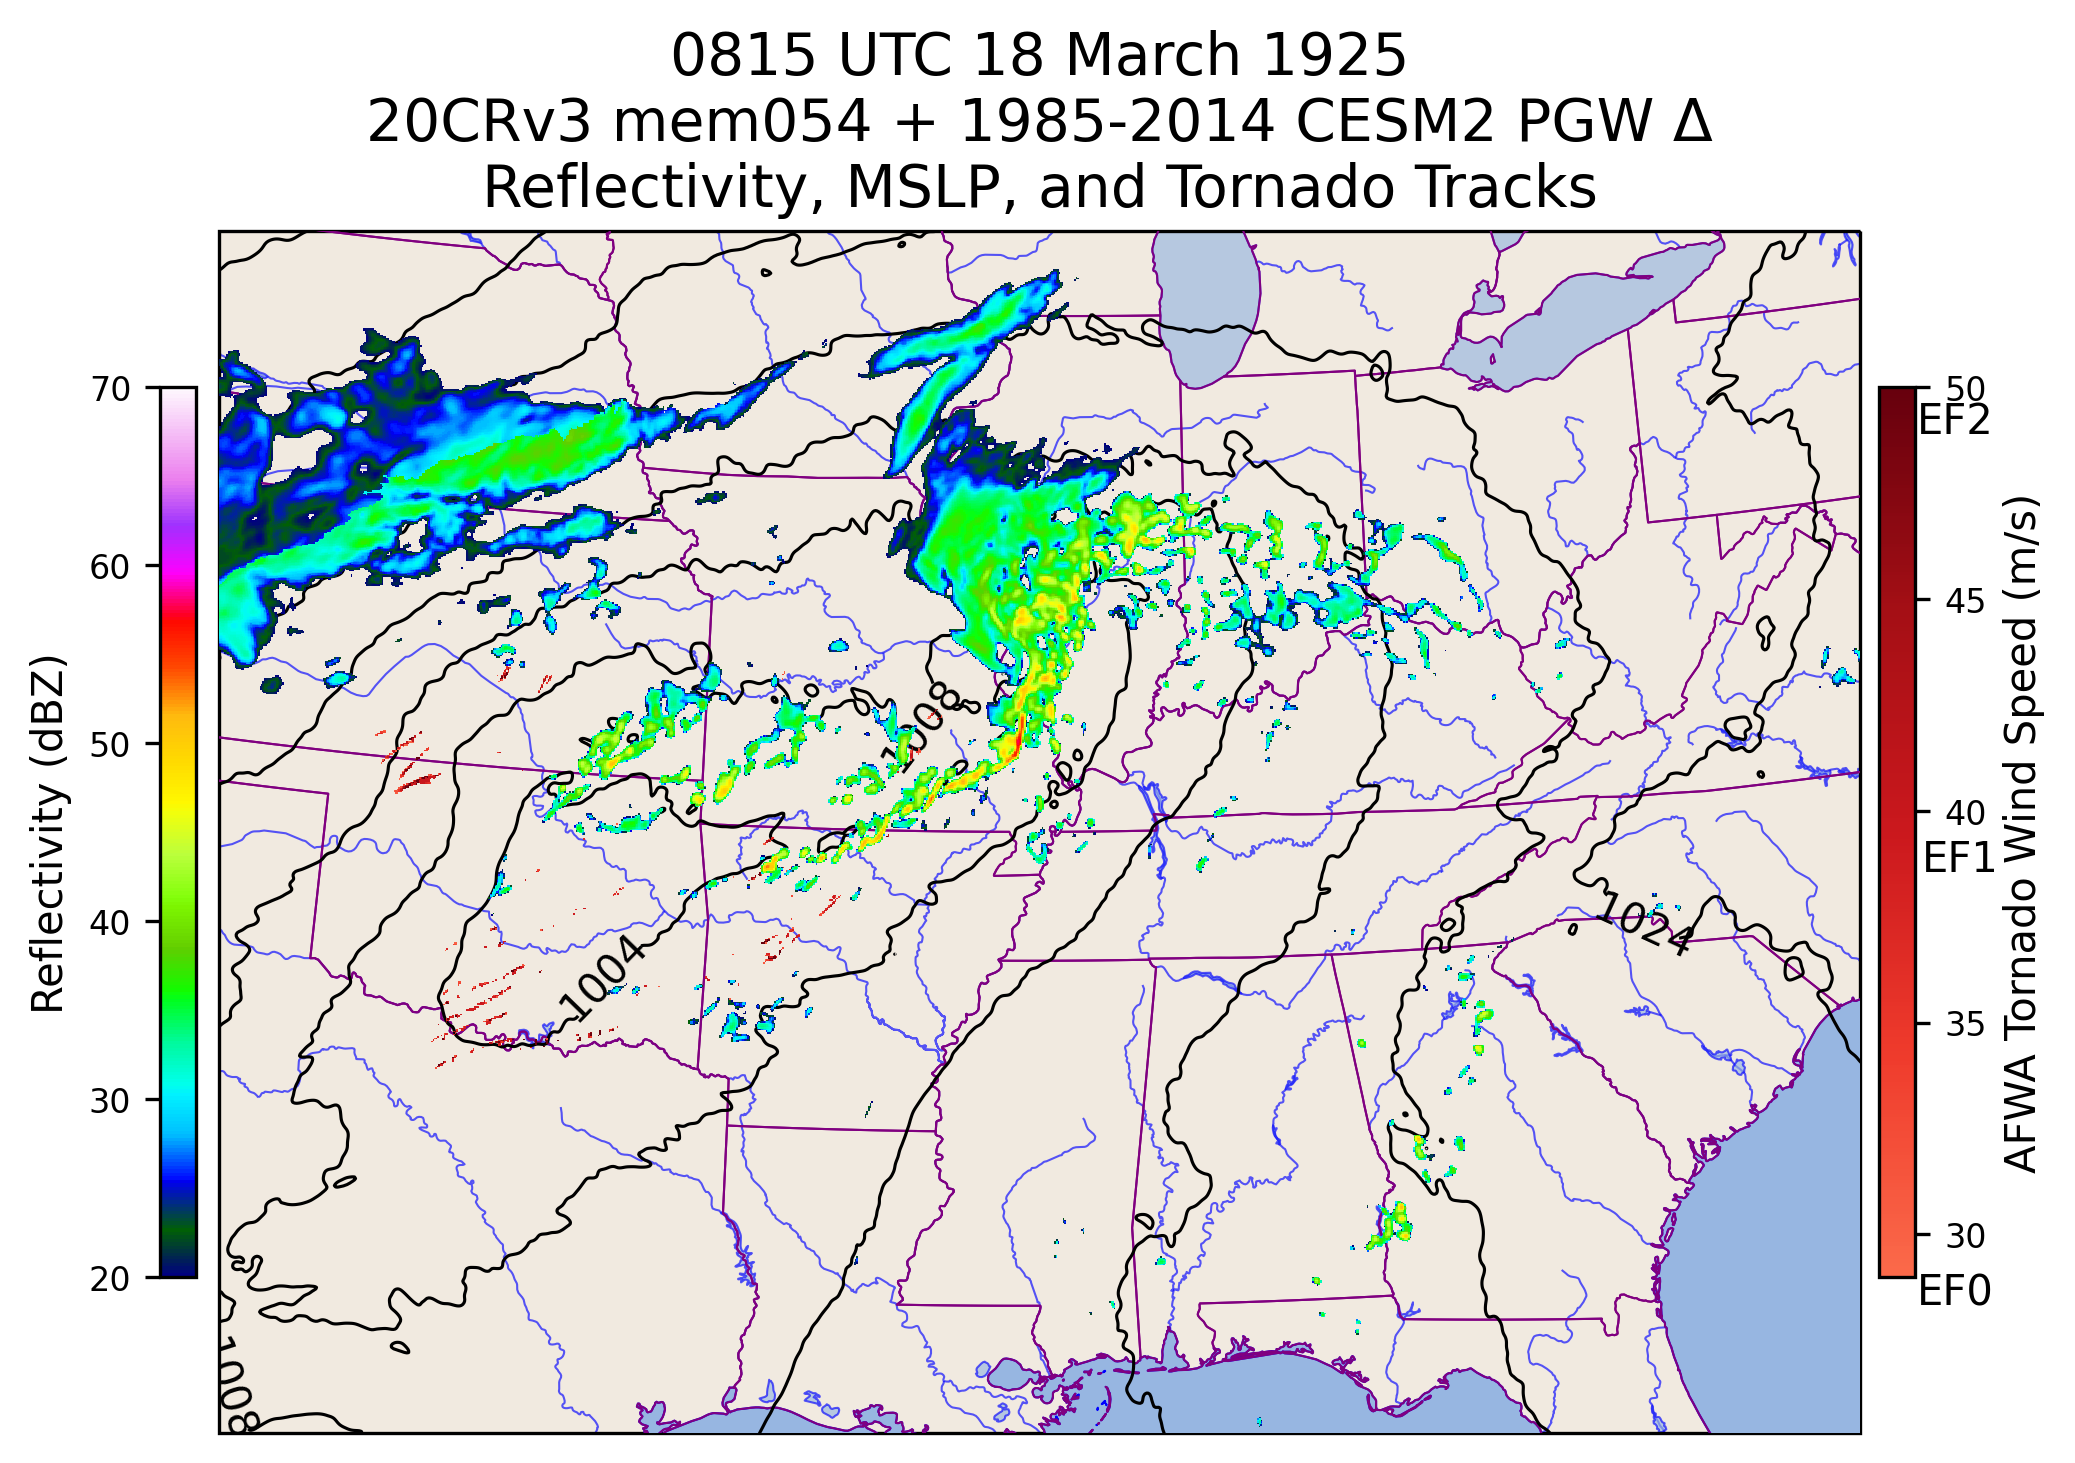 0815 UTC 18 March 1925
20CRv3 mem054 + 1985-2014 CESM2 PGW Δ
Reflectivity, MSLP, and Tornado Tracks
Reflectivity (dBZ)
70
60
50
40
30
20
1008
1004
1024
1008
50
EF2
45
40
EF1
35
30
EF0
AFWA Tornado Wind Speed (m/s)